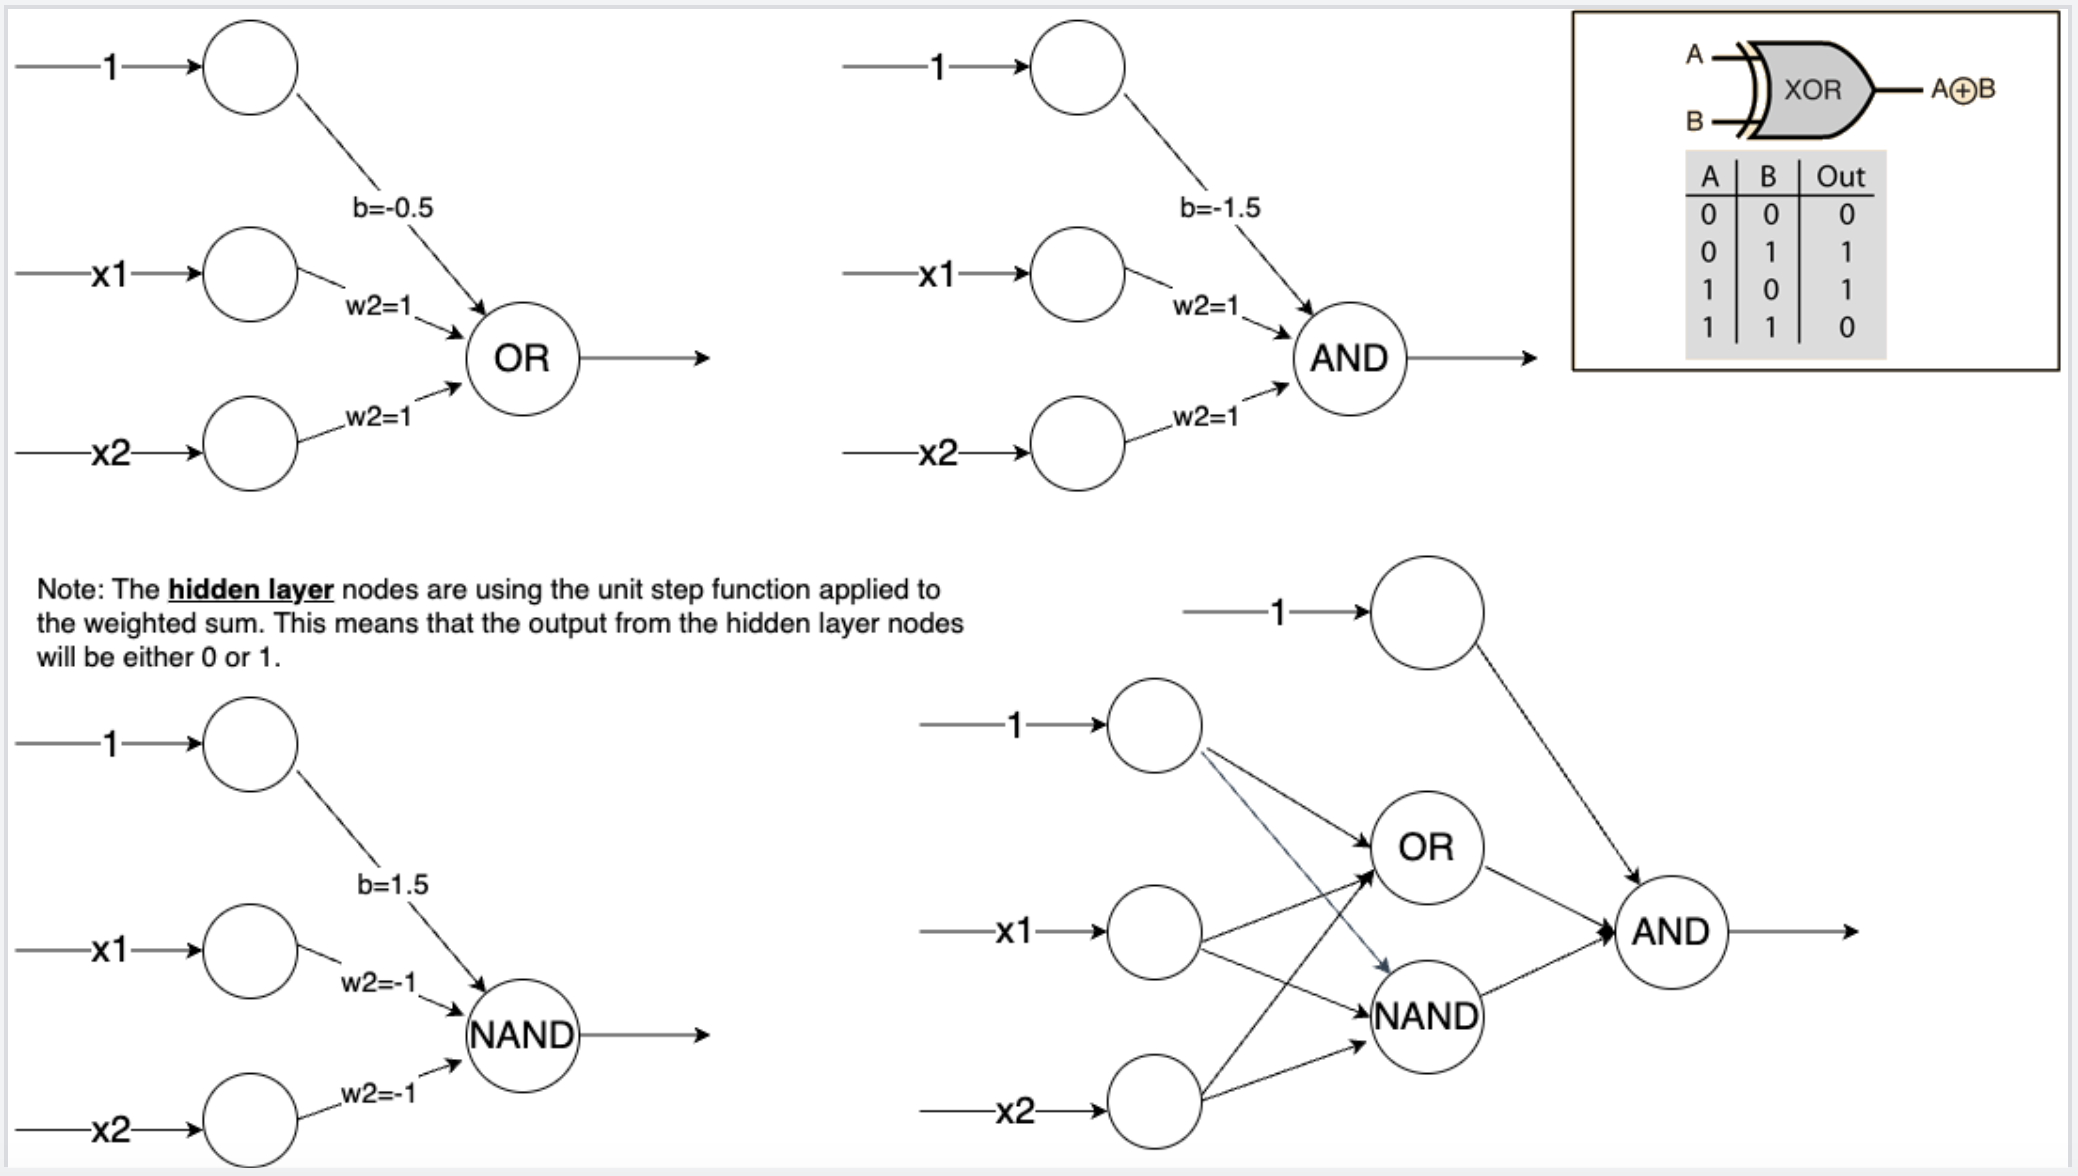 1
b=-0.5
x1
w2=1
OR
w2=1
x2
1
b=-1.5
x1
w2=1
AND
w2=1
x2
A
XOR
A⊕B
B
A B Out
0 0 0
0 1 1
1 0 1
1 1 0
Note: The hidden layer nodes are using the unit step function applied to
the weighted sum. This means that the output from the hidden layer nodes
will be either 0 or 1.
1
b=1.5
x1
w2=-1
NAND
w2=-1
x2
1
1
OR
x1
AND
NAND
x2